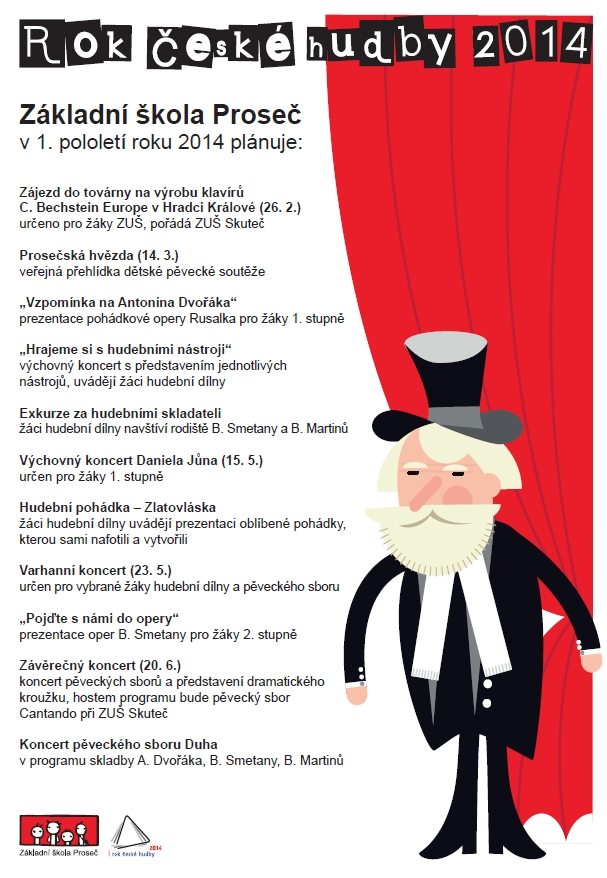 Rok České hudby 2014
Základní škola Proseč
v 1. pololetí roku 2014 plánuje:
Zájezd do továrny na výrobu klavírů
C. Bechstein Europe v Hradci Králové (26. 2.)
určeno pro žáky ZUŠ, pořádá ZUŠ Skuteč
Prosečská hvězda (14. 3.)
veřejná přehlídka dětské pěvecké soutěže
„Vzpomínka na Antonína Dvořáka“
prezentace pohádkové opery Rusalka pro žáky 1. stupně
„Hrajeme si s hudebními nástroji“
výchovný koncert s představením jednotlivých
nástrojů, uvádějí žáci hudební dílny
Exkurze za hudebními skladateli
žáci hudební dílny navštíví rodiště B. Smetany a B. Martinů
Výchovný koncert Daniela Jůna (15. 5.)
určen pro žáky 1. stupně
Hudební pohádka – Zlatovláska
žáci hudební dílny uvádějí prezentaci oblíbené pohádky,
kterou sami nafotili a vytvořili
Varhanní koncert (23. 5.)
určen pro vybrané žáky hudební dílny a pěveckého sboru
„Pojďte s námi do opery“
prezentace oper B. Smetany pro žáky 2. stupně
Závěrečný koncert (20. 6.)
koncert pěveckých sborů a představení dramatického
kroužku, hostem programu bude pěvecký sbor
Cantando při ZUŠ Skuteč
Koncert pěveckého sboru Duha
v programu skladby A. Dvořáka, B. Smetany, B. Martinů
Základní škola Proseč
2014
rok české hudby